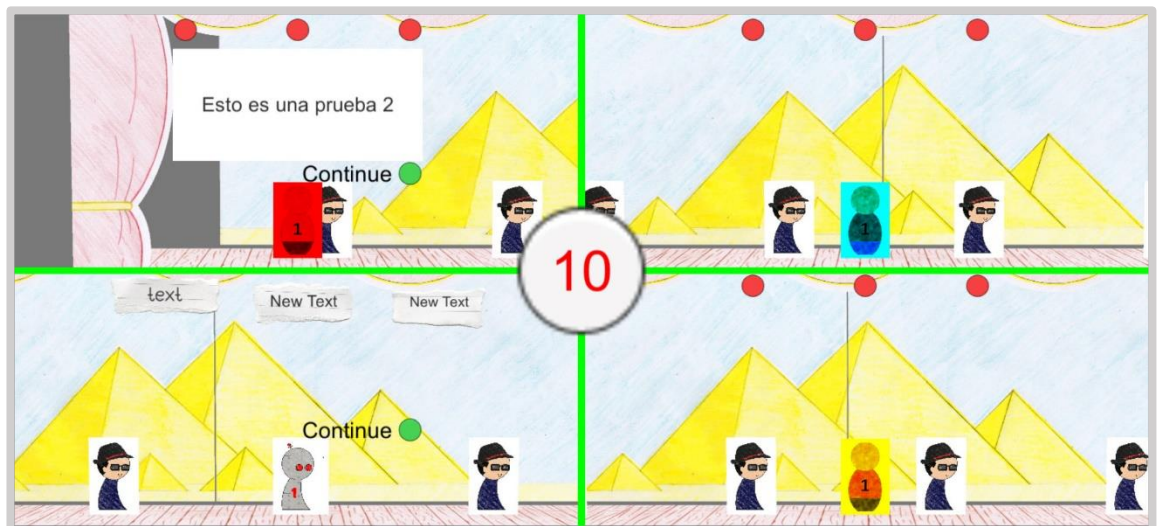 Esto es una prueba 2
Continue
1
1
10
text
New Text
New Text
Continue
1
1